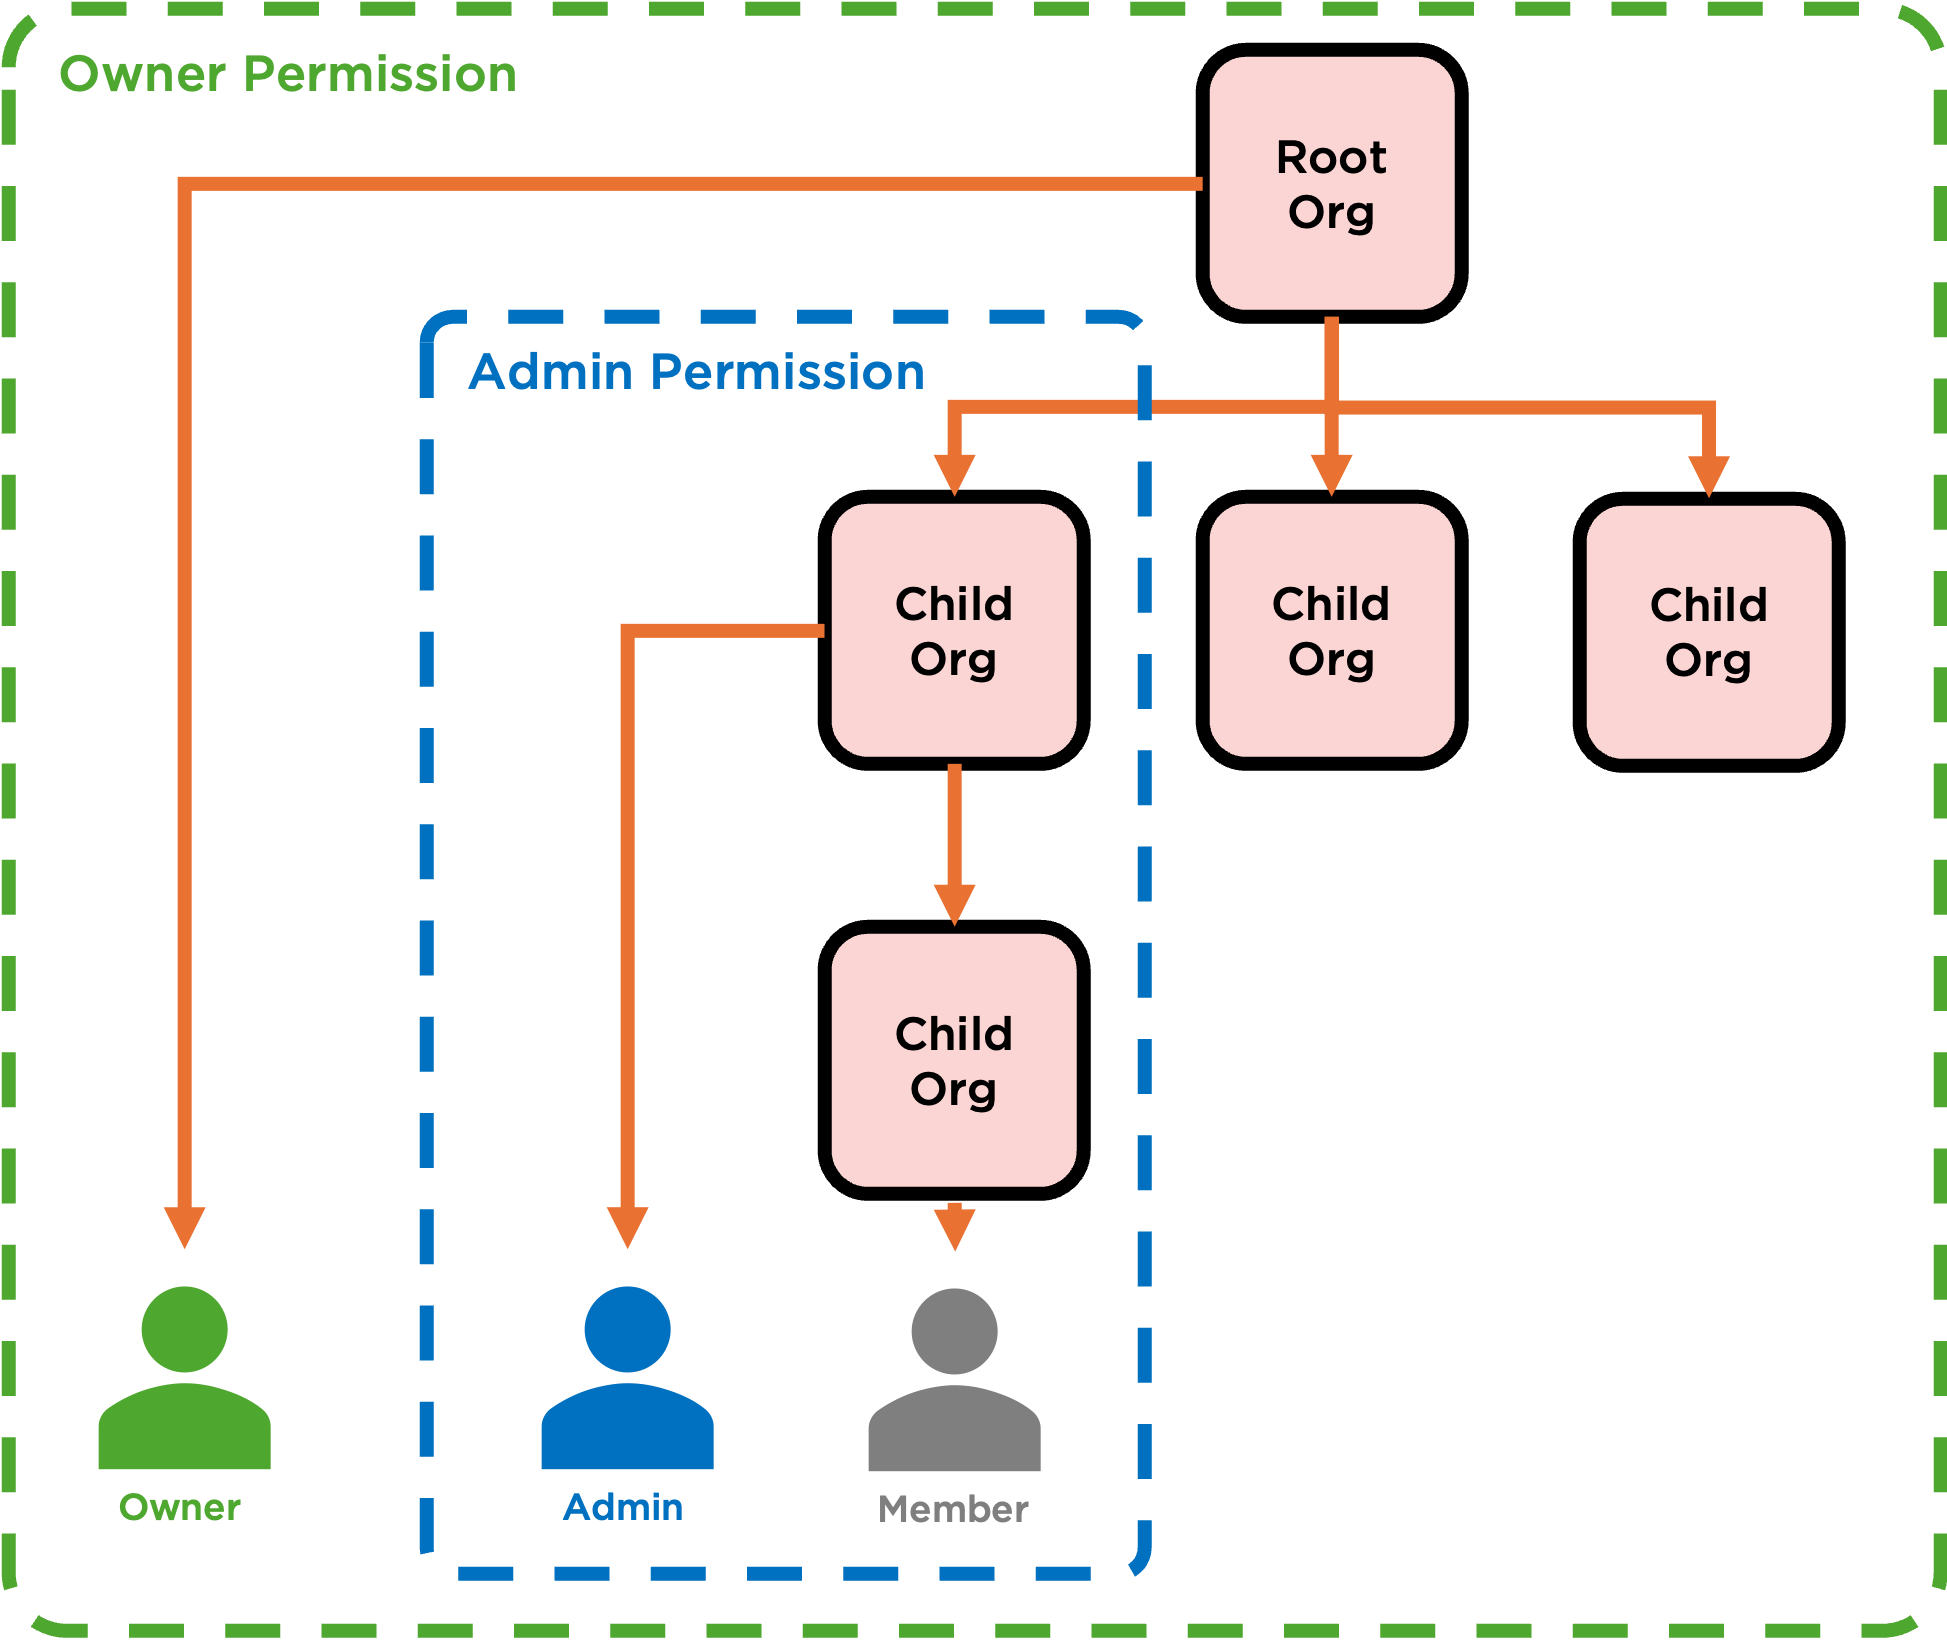 Owner Permission
Root
Org
Admin Permission
Child
Org
Child
Org
Child
Org
Child
Org
Owner
Admin
Member